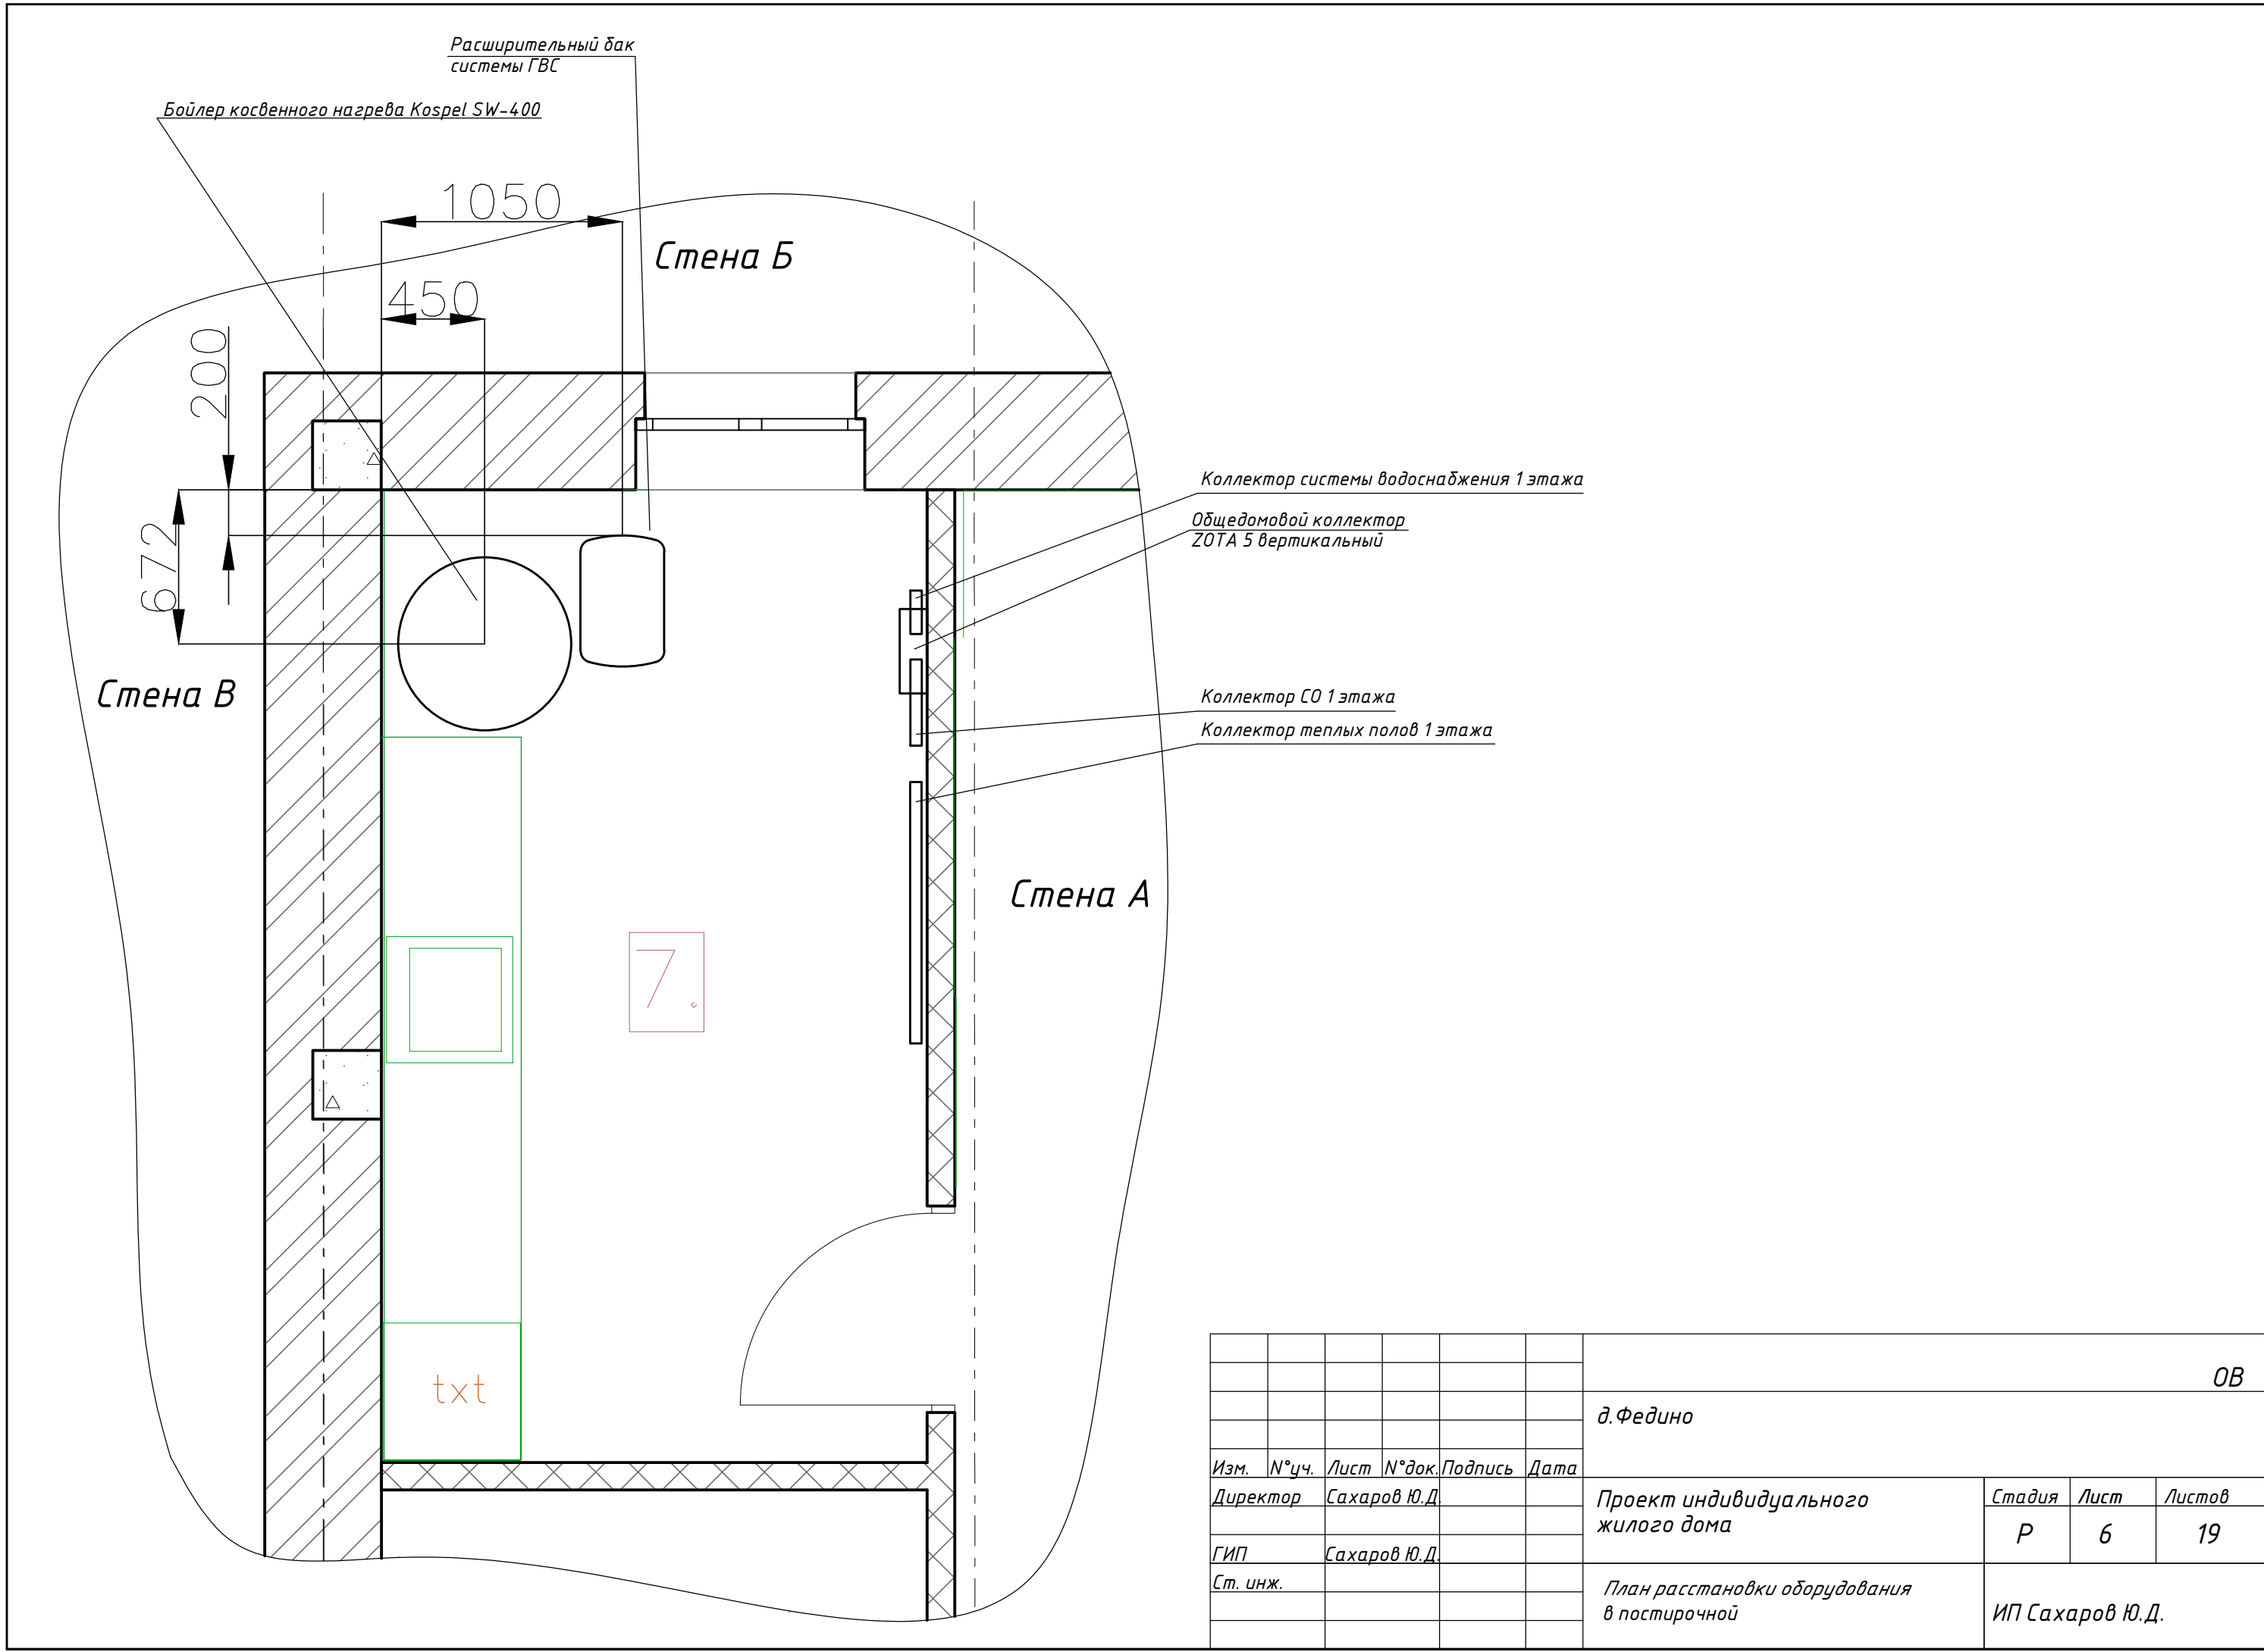 Расширительный бак
системы ГВС
Бойлер косвенного нагрева Kospel SW-400
1050
Стена Б
450
200
672
Коллектор системы водоснабжения 1 этажа
Общедомовой коллектор
ZOTA 5 вертикальный
Стена В
Коллектор СО 1 этажа
Коллектор теплых полов 1 этажа
Стена А
7.
txt
ОВ
д.Федино
Изм. N°уч. Лист N°док. Подпись Дата
Директор Сахаров Ю.Д.
Проект индивидуального
жилого дома
Стадия Лист Листов
Р 6 19
ГИП Сахаров Ю.Д.
Ст. инж.
План расстановки оборудования
в постирочной
ИП Сахаров Ю.Д.